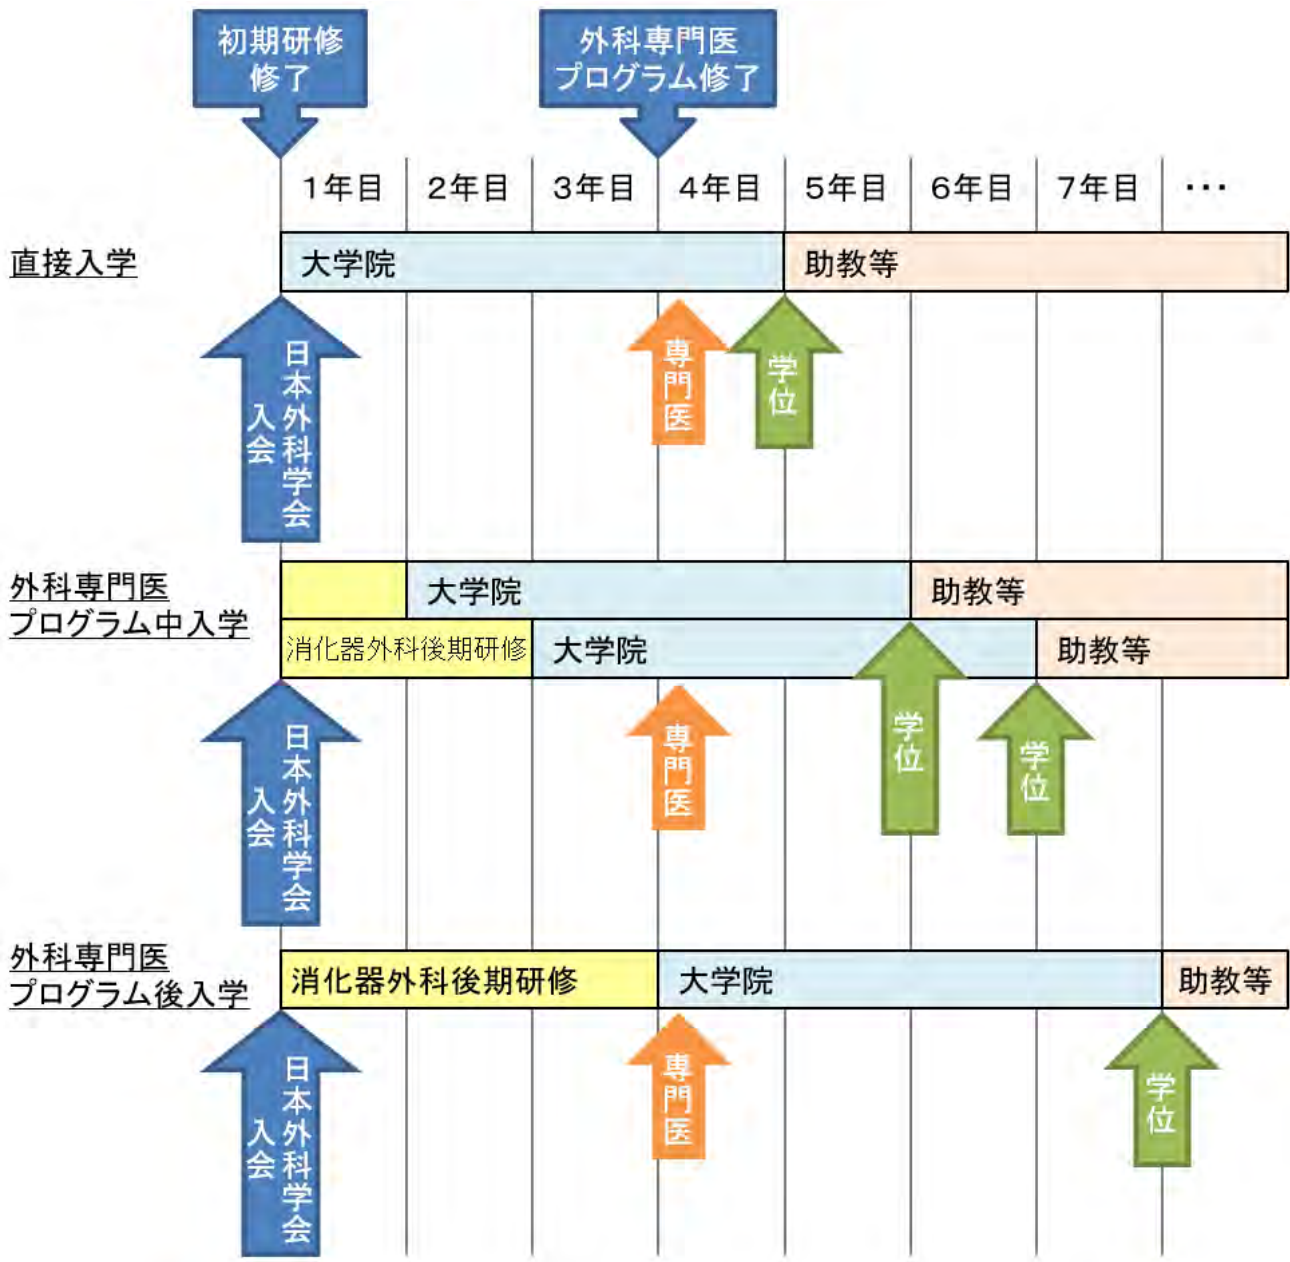 初期研修
修了
外科専門医
プログラム修了
1年目
2年目
3年目
4年目
5年目
6年目
7年目
・・・
直接入学
大学院
助教等
日本外科学会
入会
専門医
学位
外科専門医
プログラム中入学
大学院
助教等
消化器外科後期研修
大学院
助教等
日本外科学会
入会
専門医
学位
学位
外科専門医
プログラム後入学
消化器外科後期研修
大学院
助教等
日本外科学会
入会
専門医
学位